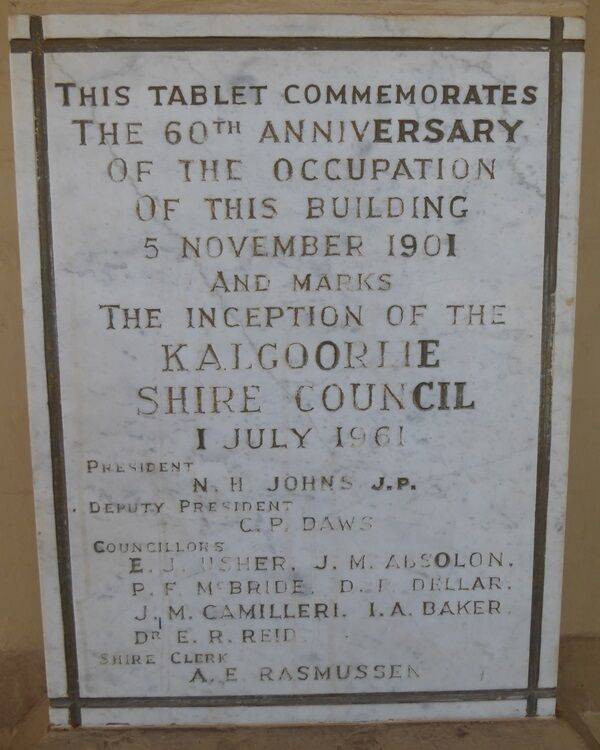 THIS TABLET COMMEMORATES
THE 60TH ANNIVERSARY
OF THE OCCUPATION
OF THIS BUILDING
5 NOVEMBER 1901
AND MARKS
THE INCEPTION OF THE
KALGOORLIE
SHIRE COUNCIL
1 JULY 1961
PRESIDENT
N. H. JOHNS J.P.
DEPUTY PRESIDENT
C. P. DAWS
COUNCILLORS
E. J. USHER. J. M. ABSOLON.
P. F. McBRIDE. D. R. DELLAR.
J. M. CAMILLERI. I. A. BAKER.
DR E. R. REID.
SHIRE CLERK
A. E. RASMUSSEN